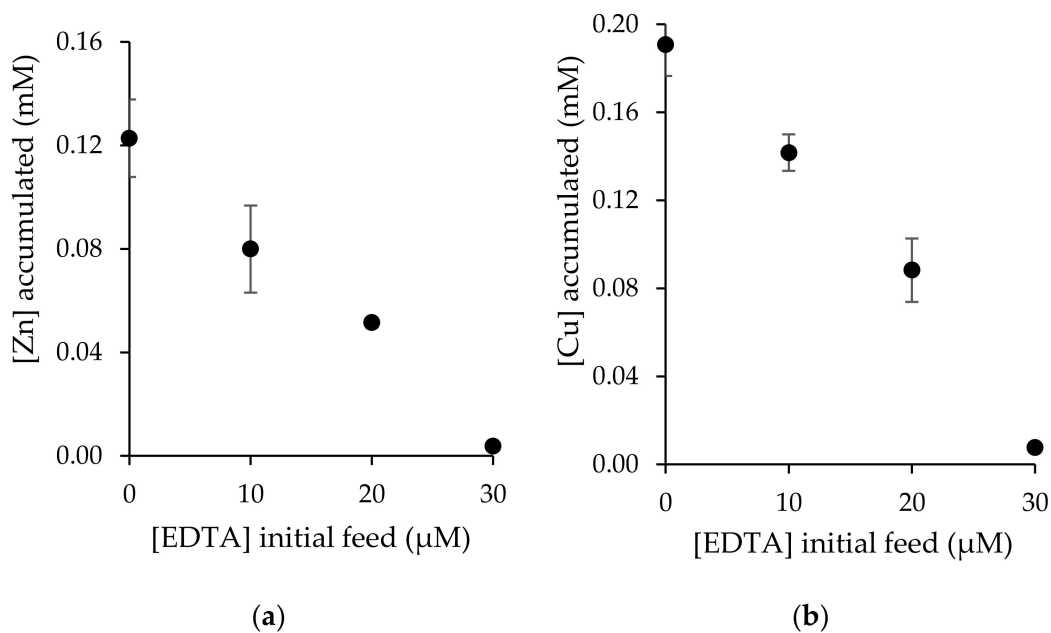 [Zn] accumulated (mM)
0.16
0.12
0.08
0.04
0.00
0 10 20 30
[EDTA] initial feed (μM)
(a)
[Cu] accumulated (mM)
0.20
0.16
0.12
0.08
0.04
0.00
0 10 20 30
[EDTA] initial feed (μM)
(b)